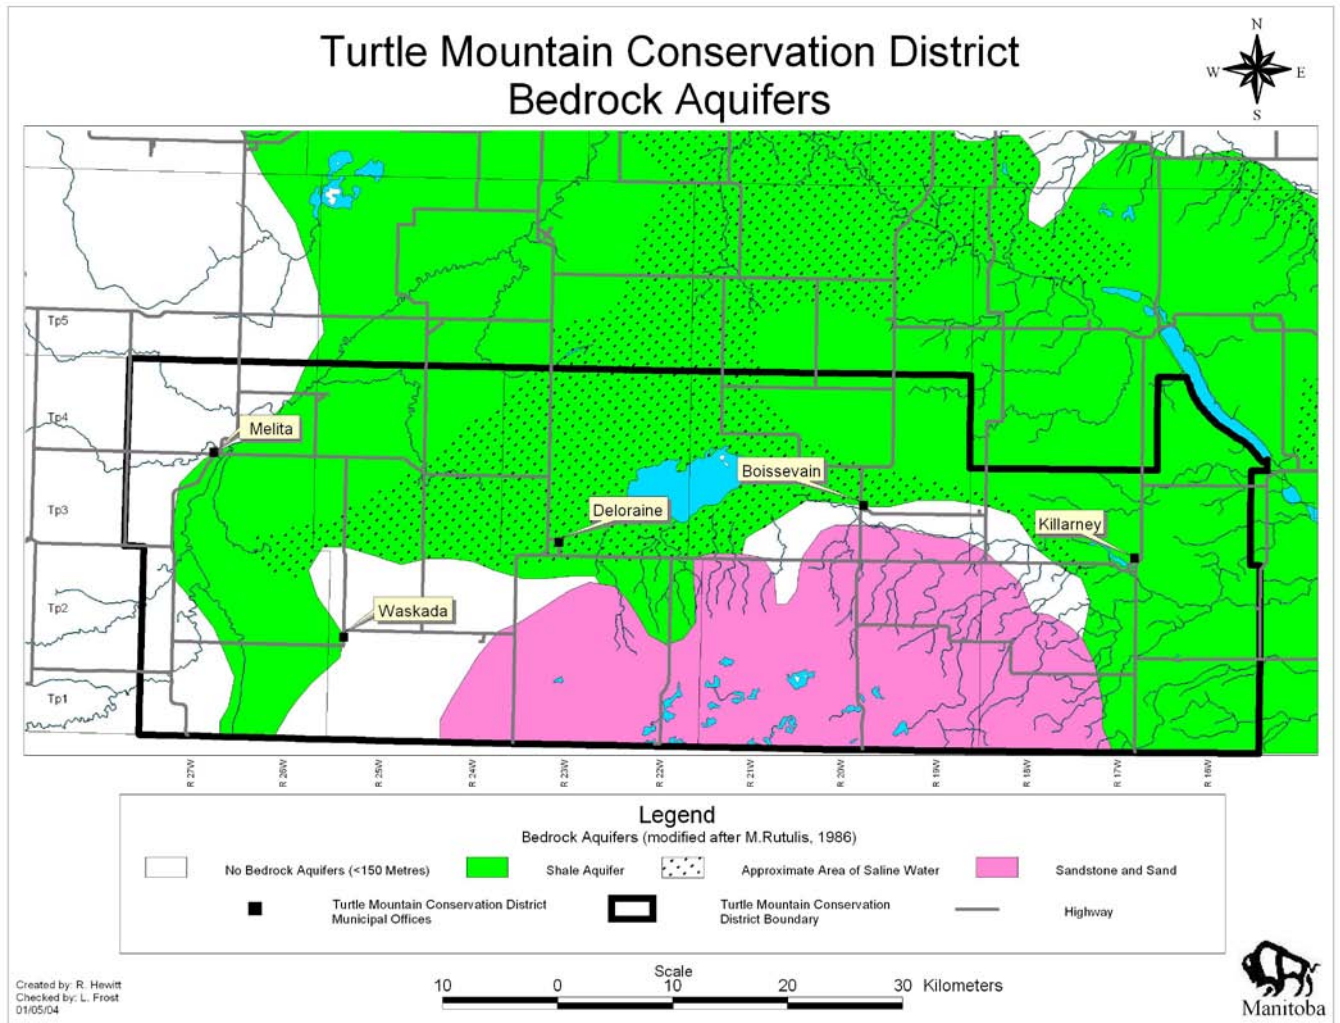 Turtle Mountain Conservation District
Bedrock Aquifers
N
W
E
S
Tp5
Tp4
Melita
Boissevain
Tp3
Deloraine
Killarney
Tp2
Waskada
Tp1
R 27W
R 26W
R 25W
R 24W
R 23W
R 22W
R 21W
R 20W
R 19W
R 18W
R 17W
R 16W
Legend
Bedrock Aquifers (modified after M.Rutulis, 1986)
No Bedrock Aquifers (<150 Metres)
Shale Aquifer
Approximate Area of Saline Water
Sandstone and Sand
Turtle Mountain Conservation District
Municipal Offices
Turtle Mountain Conservation
District Boundary
Highway
Scale
10 0 10 20 30 Kilometers
Created by: R. Hewitt
Checked by: L. Frost
01/05/04
Manitoba